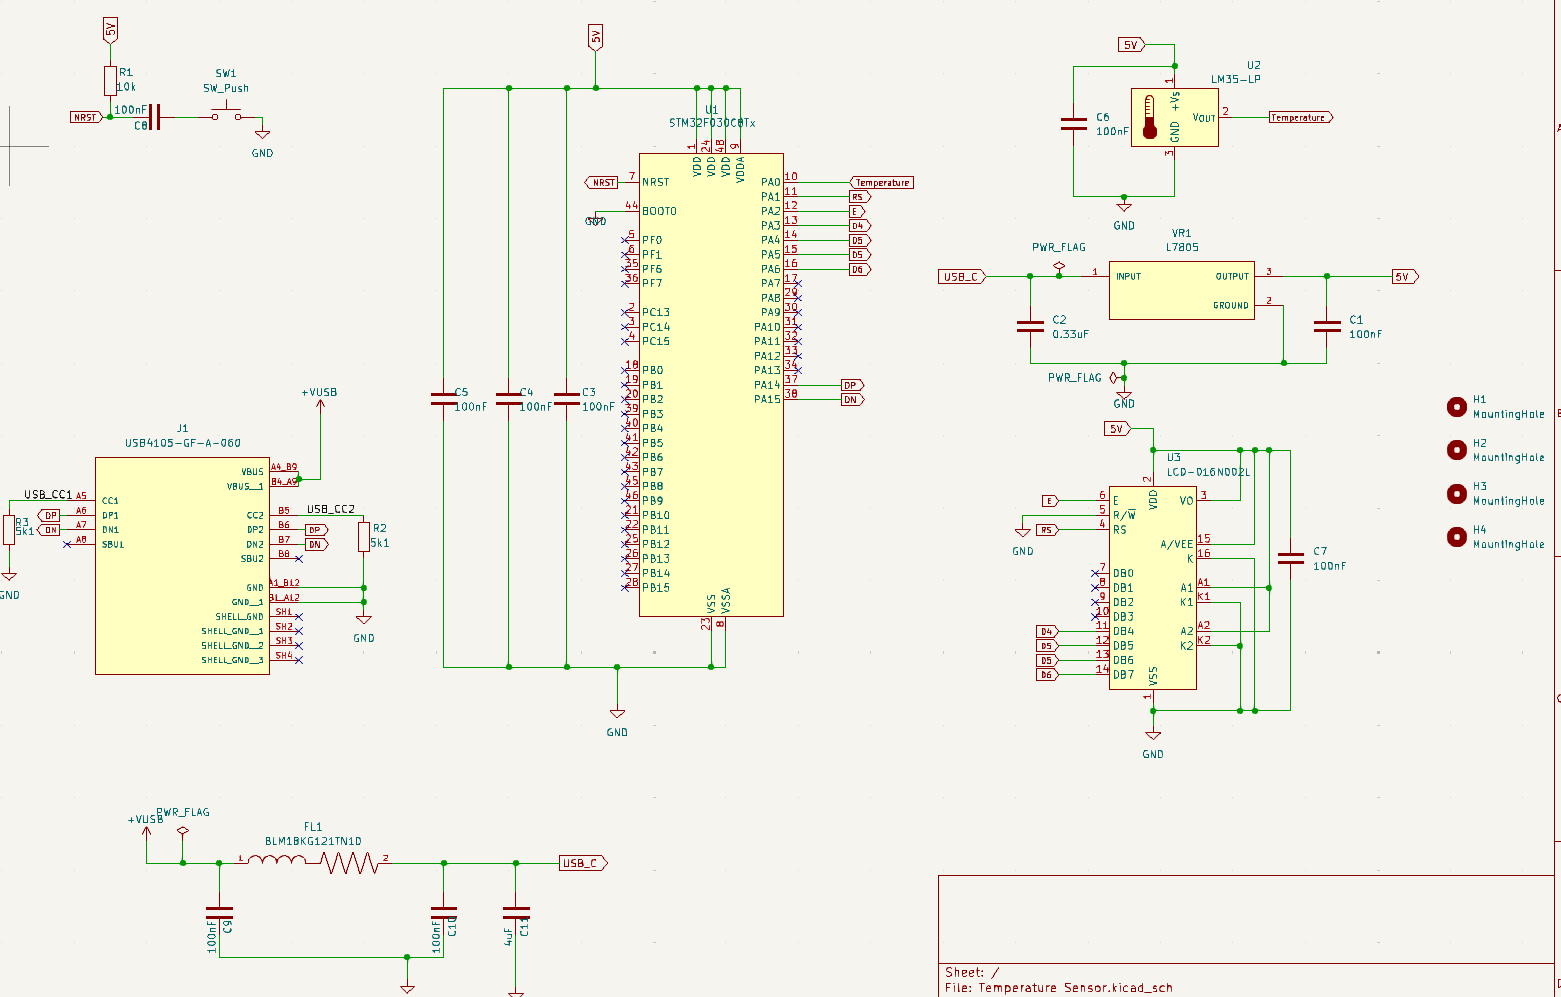 5V
R1
10k
SW1
SW_Push
NRST
100nF
C8
GND
5V
U1
STM32F030C8Tx
1
24
48
9
VDD
VDD
VDD
VDDA
NRST
7
NRST
44
BOOT0
GND
5
PF0
6
PF1
35
PF6
36
PF7
2
PC13
3
PC14
4
PC15
18
PB0
19
PB1
20
PB2
39
PB3
40
PB4
41
PB5
42
PB6
43
PB7
45
PB8
46
PB9
21
PB10
22
PB11
25
PB12
26
PB13
27
PB14
28
PB15
PA0
10
Temperature
PA1
11
RS
PA2
12
E
PA3
13
D4
PA4
14
D5
PA5
15
D5
PA6
16
D6
PA7
17
PA8
29
PA9
30
PA10
31
PA11
32
PA12
33
PA13
34
PA14
37
DP
PA15
38
DN
VSS
VSSA
23
8
C5
100nF
C4
100nF
C3
100nF
GND
5V
U2
LM35-LP
1
+Vs
GND
3
VOUT
2
Temperature
C6
100nF
GND
VR1
L7805
PWR_FLAG
USB_C
1
INPUT
OUTPUT
3
5V
GROUND
2
C2
0.33uF
C1
100nF
PWR_FLAG
GND
5V
U3
LCD-016N002L
2
VDD
E
6
E
5
R/W
GND
RS
4
RS
7
DB0
8
DB1
9
DB2
10
DB3
D4
11
DB4
D5
12
DB5
D5
13
DB6
D6
14
DB7
VO
3
A/VEE
15
K
16
A1
A1
K1
K1
A2
A2
K2
K2
VSS
1
GND
C7
100nF
H1
MountingHole
H2
MountingHole
H3
MountingHole
H4
MountingHole
+VUSB
J1
USB4105-GF-A-060
VBUS
A4_B9
VBUS__1
B4_A9
USB_CC1
A5
CC1
DP
A6
DP1
DN
A7
DN1
A8
SBU1
R3
5k1
GND
CC2
B5
USB_CC2
DP2
B6
DP
DN2
B7
DN
SBU2
B8
R2
5k1
GND
A1_B12
GND__1
B1_A12
SHELL_GND
SH1
SHELL_GND__1
SH2
SHELL_GND__2
SH3
SHELL_GND__3
SH4
GND
+VUSB
PWR_FLAG
FL1
BLM18KG121TN1D
1
2
USB_C
100nF
C9
100nF
C10
4uF
C11
Sheet: /
File: Temperature Sensor.kicad_sch